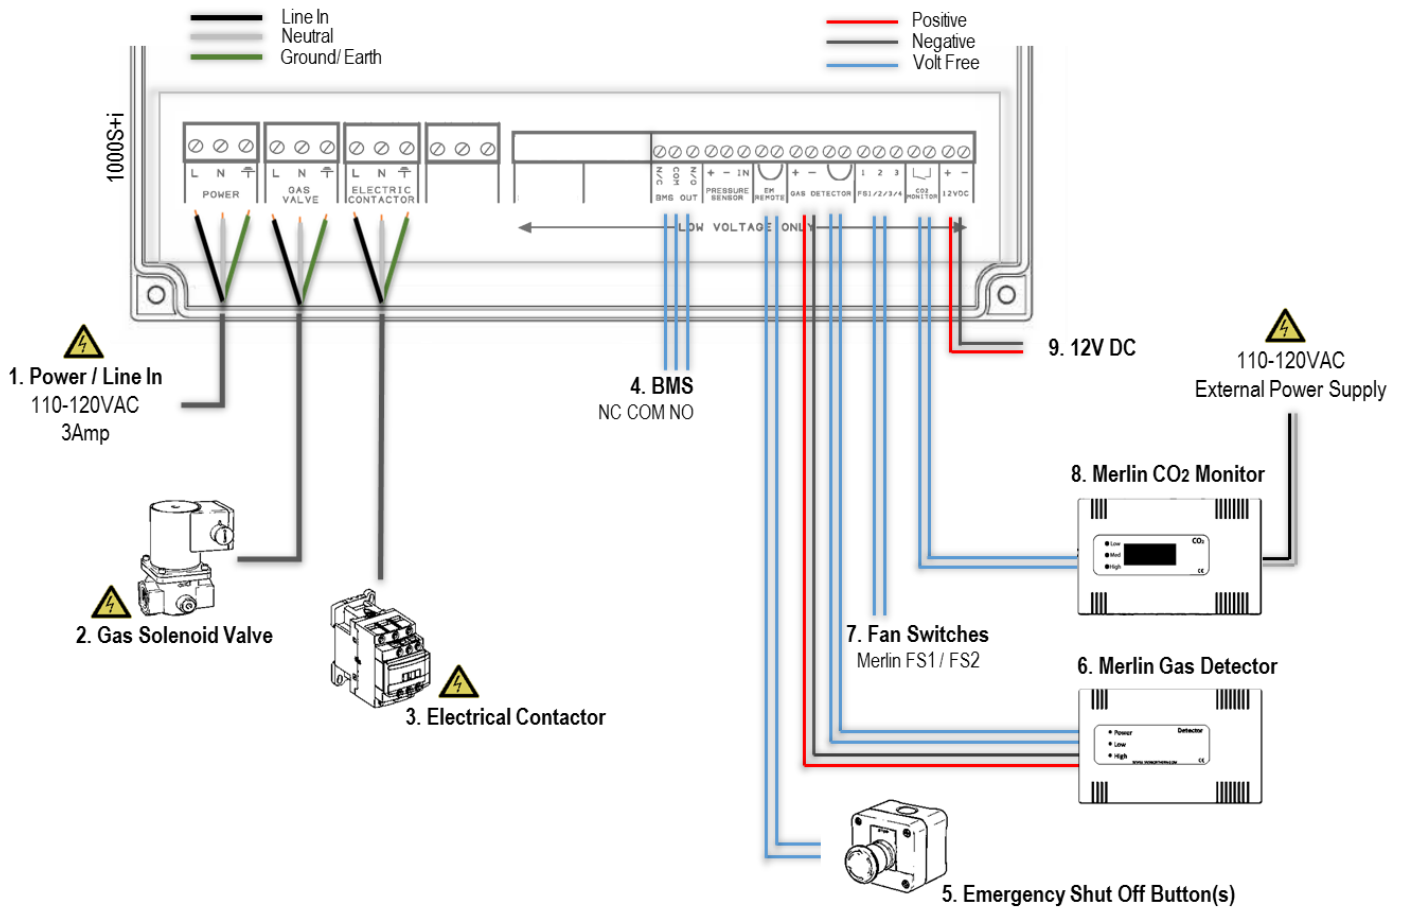 Line In
Neutral
Ground/ Earth
Positive
Negative
Volt Free
1000S+i
L N
POWER
L N
GAS
VALVE
L N
ELECTRIC
CONTACTOR
N/C COM N/O
BMS OUT
+ - IN
PRESSURE
SENSOR
EM
REMOTE
+ -
GAS DETECTOR
1 2 3
FS1/2/3/4
CO2
MONITOR
+ -
12VDC
LOW VOLTAGE ONLY
1. Power / Line In
110-120VAC
3Amp
2. Gas Solenoid Valve
3. Electrical Contactor
4. BMS
NC COM NO
9. 12V DC
110-120VAC
External Power Supply
8. Merlin CO2 Monitor
Low
Med
High
CO2
CE
7. Fan Switches
Merlin FS1 / FS2
6. Merlin Gas Detector
Power
Low
High
Detector
CE
5. Emergency Shut Off Button(s)